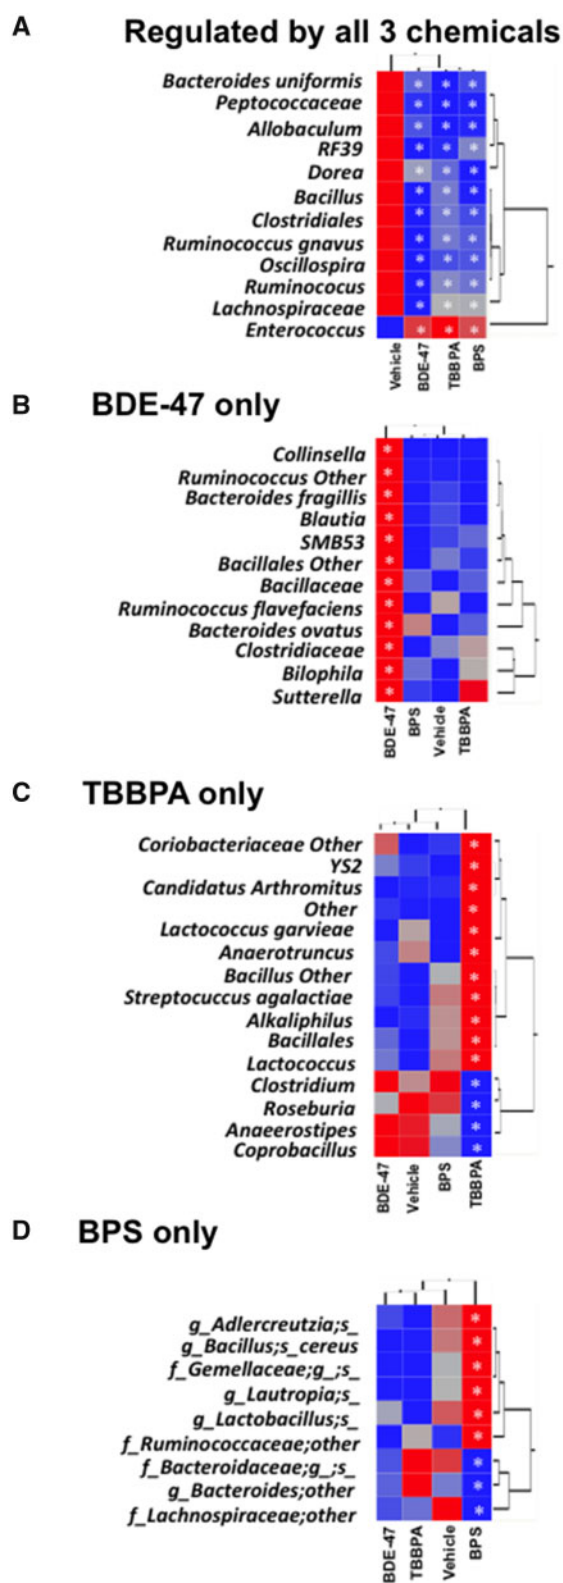 A
Regulated by all 3 chemicals
Bacteroides uniformis
Peptococcaceae
Allobaculum
RF39
Dorea
Bacillus
Clostridiales
Ruminococcus gnavus
Oscillospira
Ruminococus
Lachnospiraceae
Enterococcus
Vehicle
BDE-47
TBBPA
BPS
B
BDE-47 only
Collinsella
Ruminococcus Other
Bacteroides fragillis
Blautia
SMB53
Bacillales Other
Bacillaceae
Ruminococcus flavefaciens
Bacteroides ovatus
Clostridiaceae
Bilophila
Sutterella
BDE-47
BPS
Vehicle
TBBPA
C
TBBPA only
Coriobacteriaceae Other
YS2
Candidatus Arthromitus
Other
Lactococcus garvieae
Anaerotruncus
Bacillus Other
Streptocuccus agalactiae
Alkaliphilus
Bacillales
Lactococcus
Clostridium
Roseburia
Anaeerostipes
Coprobacillus
BDE-47
Vehicle
BPS
TBBPA
D
BPS only
g_Adlercreutzia;s_
g_Bacillus;s_cereus
f_Gemellaceae;g_;s_
g_Lautropia;s_
g_Lactobacillus;s_
f_Ruminococcaceae;other
f_Bacteroidaceae;g_;s_
g_Bacteroides;other
f_Lachnospiraceae;other
BDE-47
TBBPA
Vehicle
BPS